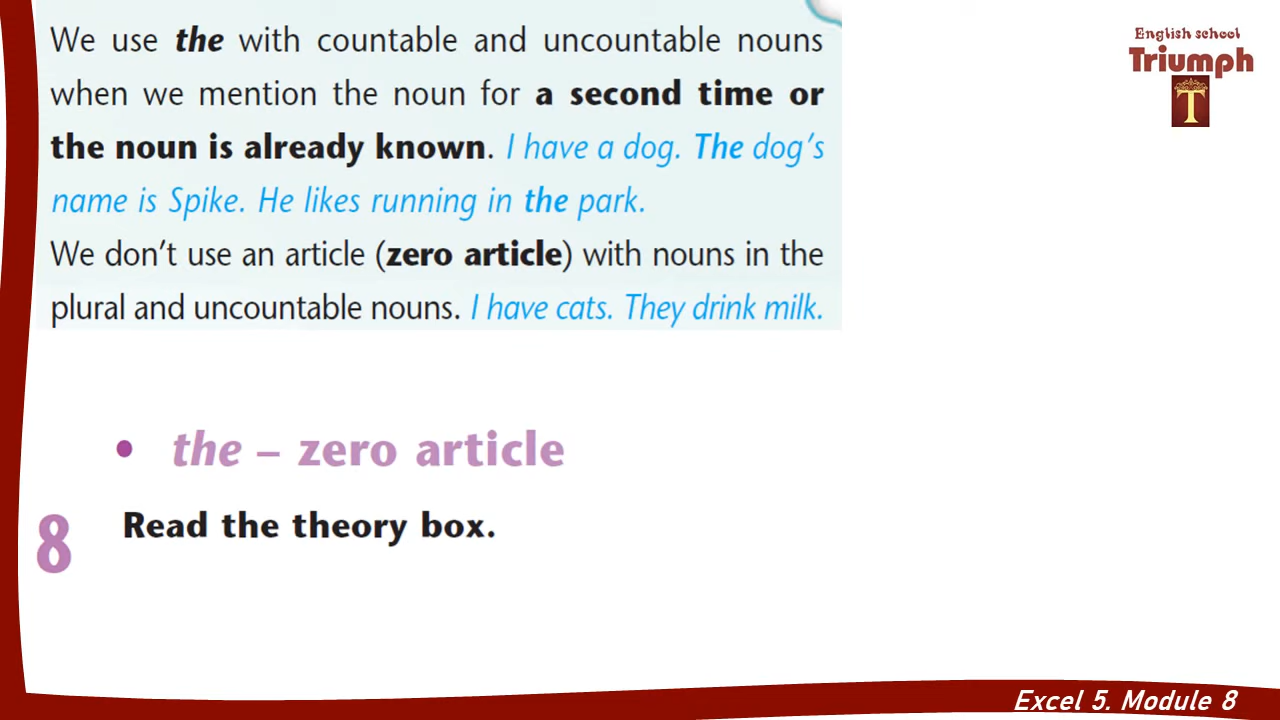 We use the with countable and uncountable nouns
when we mention the noun for a second time or
the noun is already known. I have a dog. The dog's
name is Spike. He likes running in the park.
We don't use an article (zero article) with nouns in the
plural and uncountable nouns. I have cats. They drink milk.
English school
Triumph
T
• the – zero article
8 Read the theory box.
Excel 5. Module 8